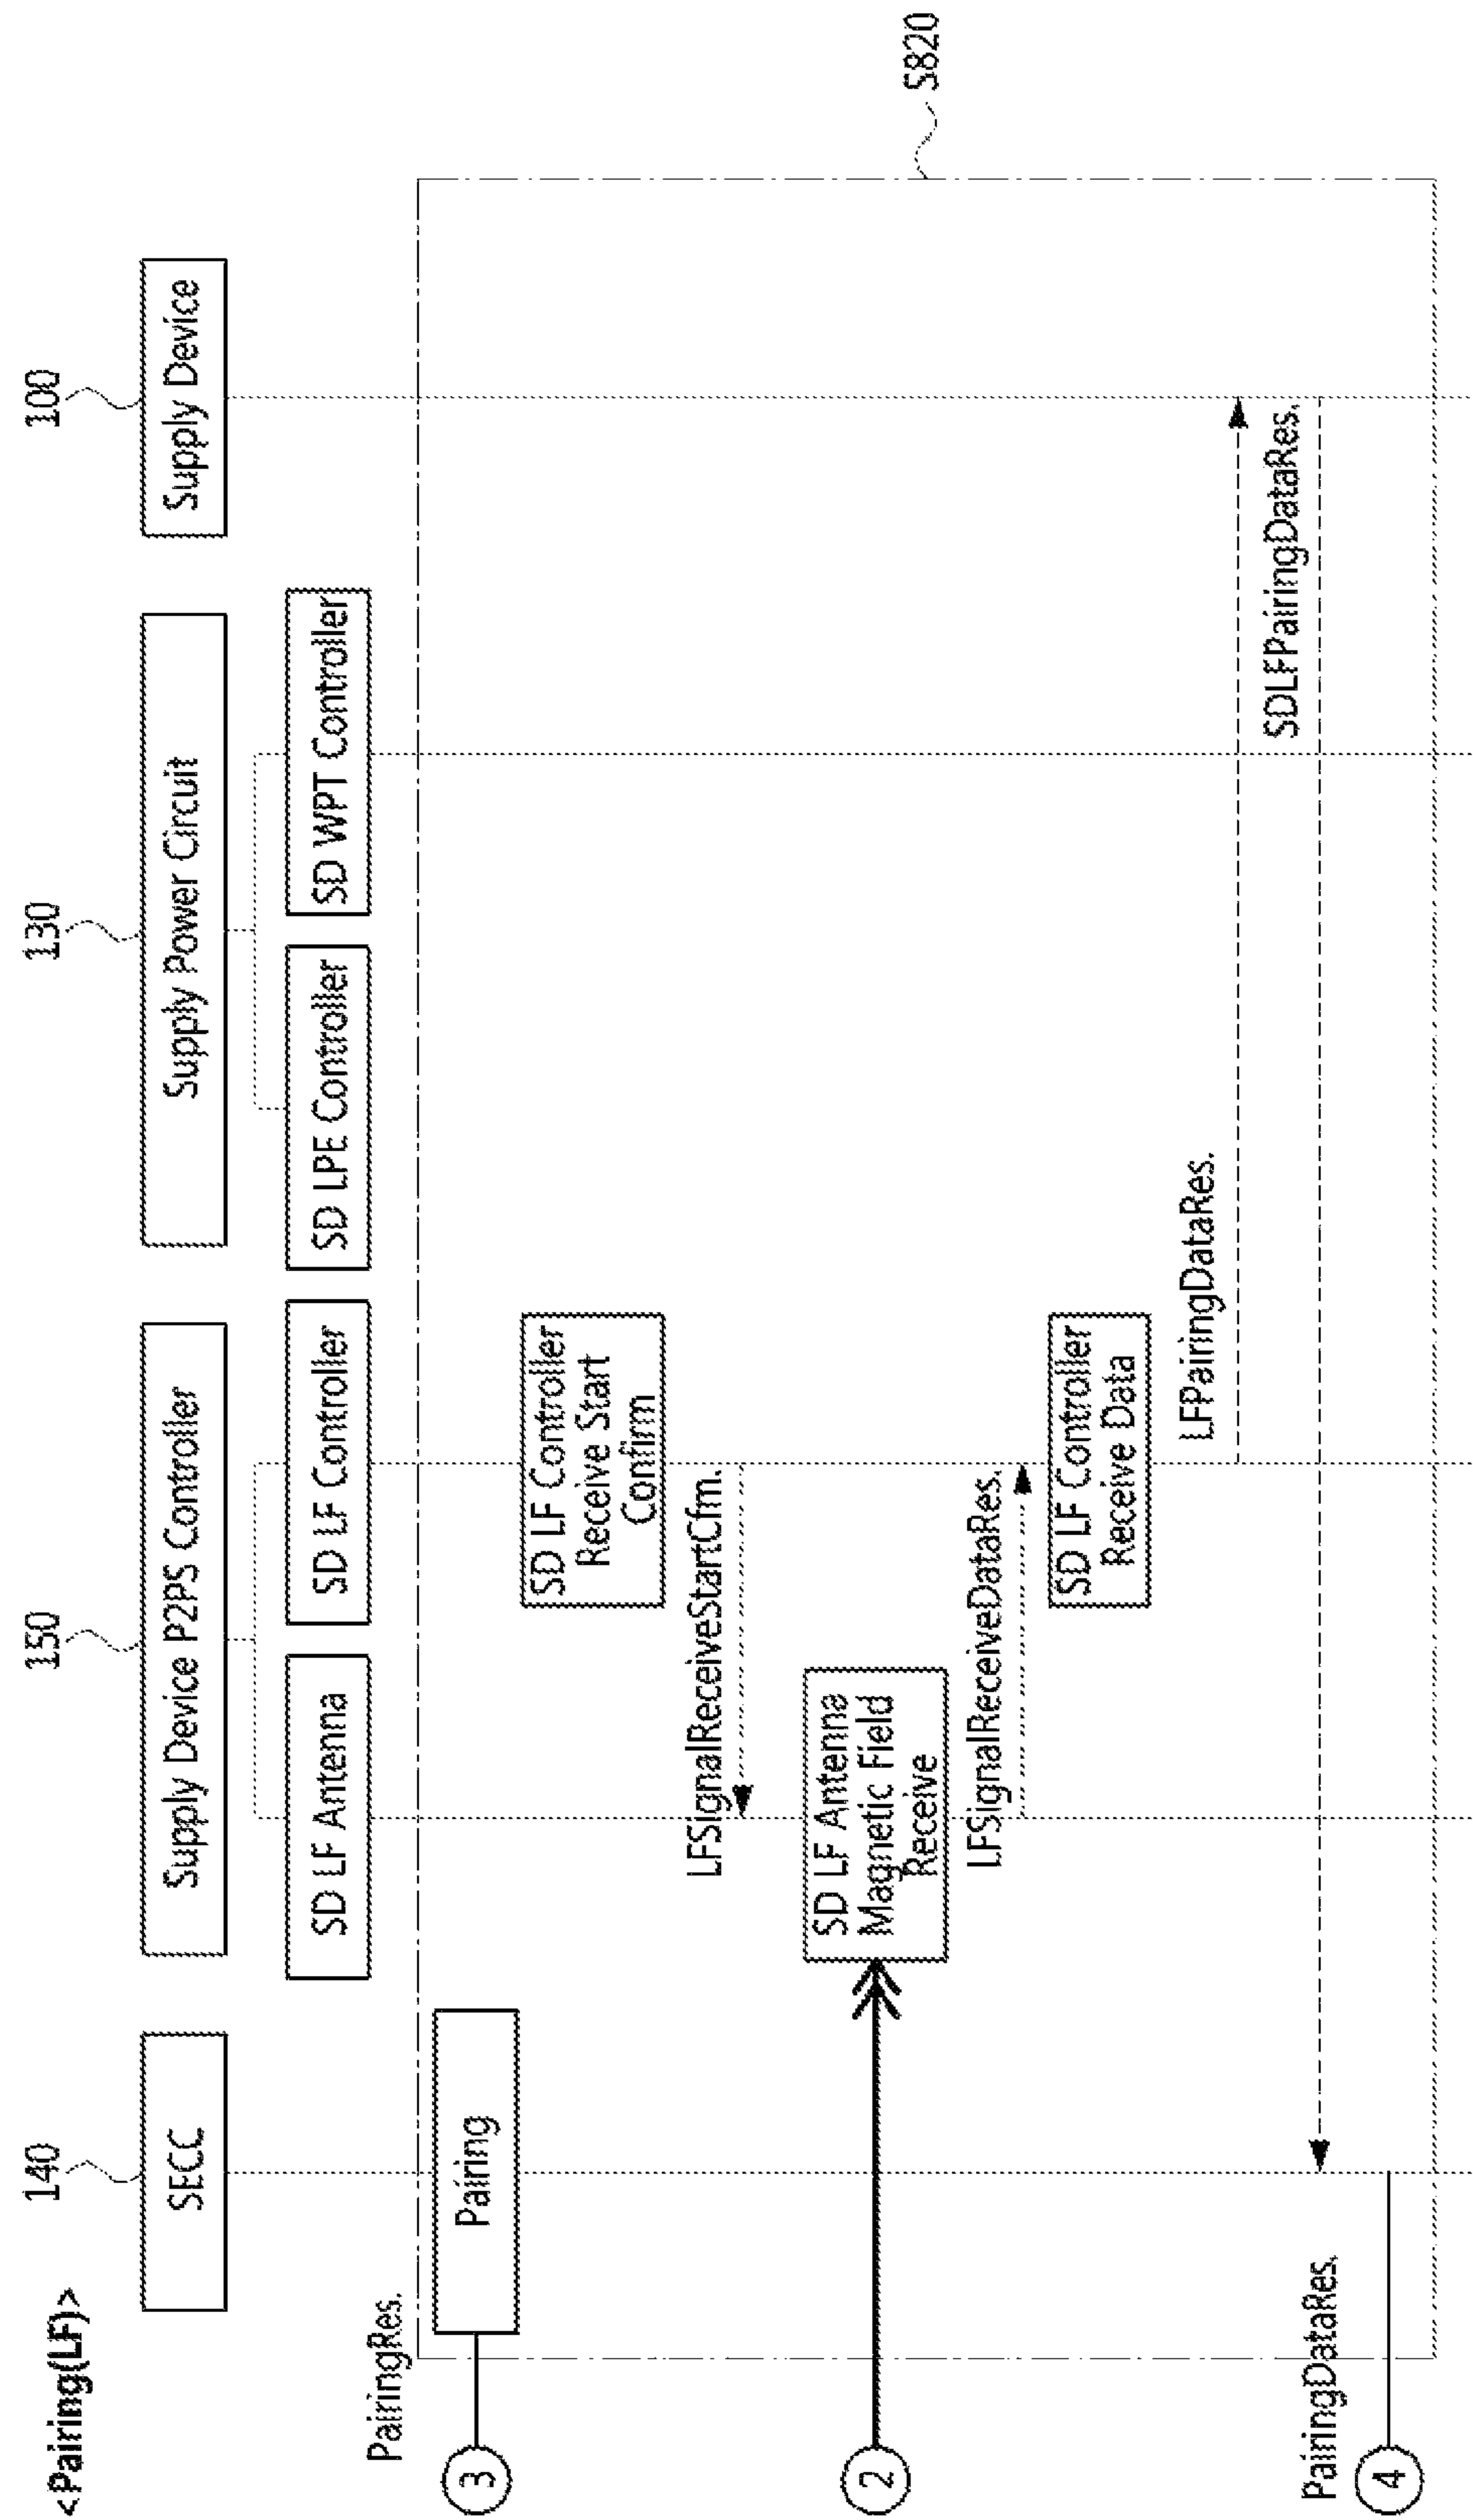 <Pairing(LF)>
140
150
130
100
SECC
Supply Device P2PS Controller
Supply Power Circuit
Supply Device
SD LF Antenna
SD LF Controller
SD LPE Controller
SD WPT Controller
PairingRes.
3
Pairing
SD LF Controller
Receive Start
Confirm
LFSignalReceiveStartCfm.
2
SD LF Antenna
Magnetic Field
Receive
S820
LFSignalReceiveDataRes.
SD LF Controller
Receive Data
LFPairingDataRes.
SDLFPairingDataRes.
PairingDataRes.
4